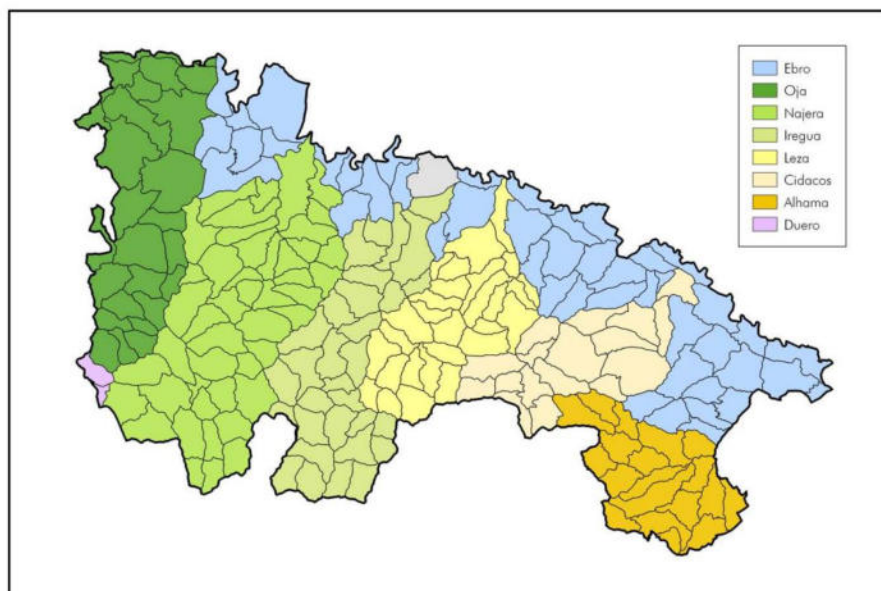 Ebro
Oja
Najera
Iregua
Leza
Cidacos
Alhama
Duero